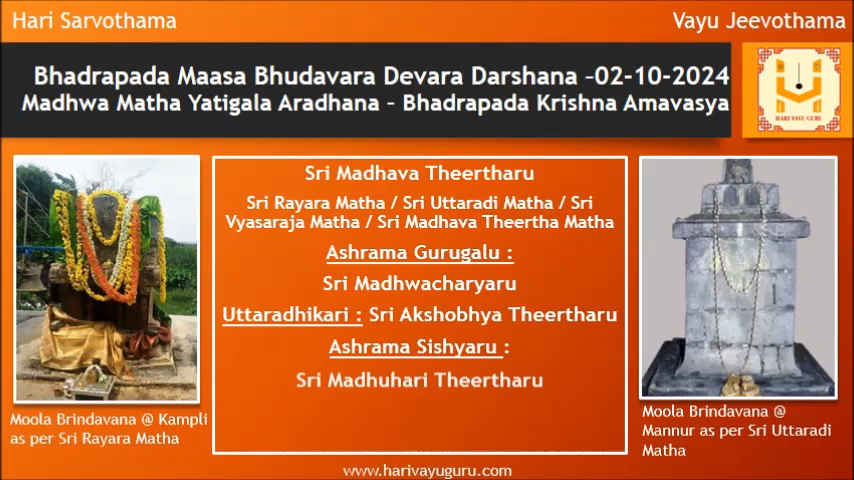 Hari Sarvothama
Vayu Jeevothama
Bhadrapada Maasa Bhudavara Devara Darshana –02-10-2024
Madhwa Matha Yatigala Aradhana – Bhadrapada Krishna Amavasya
HARI VAYU GURU
Sri Madhava Theertharu
Sri Rayara Matha / Sri Uttaradi Matha / Sri
Vyasaraja Matha / Sri Madhava Theertha Matha
Ashrama Gurugalu :
Sri Madhwacharyaru
Uttaradhikari : Sri Akshobhya Theertharu
Ashrama Sishyaru :
Sri Madhuhari Theertharu
Moola Brindavana @ Kampli
as per Sri Rayara Matha
Moola Brindavana @
Mannur as per Sri Uttaradi
Matha
www.harivayuguru.com